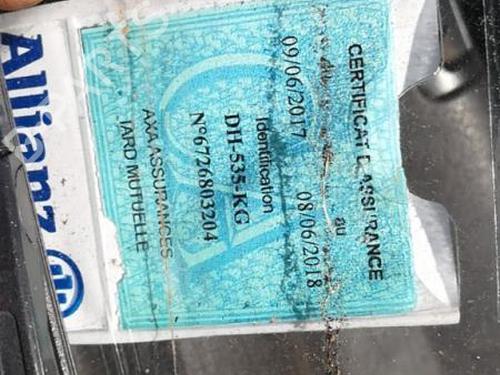 Allianz
CERTIFICAT D'ASSURANCE
09/06/2017 au 08/06/2018
Identification
DH-535-KG
N°6726803204
AXA ASSURANCES
IARD MUTUELLE